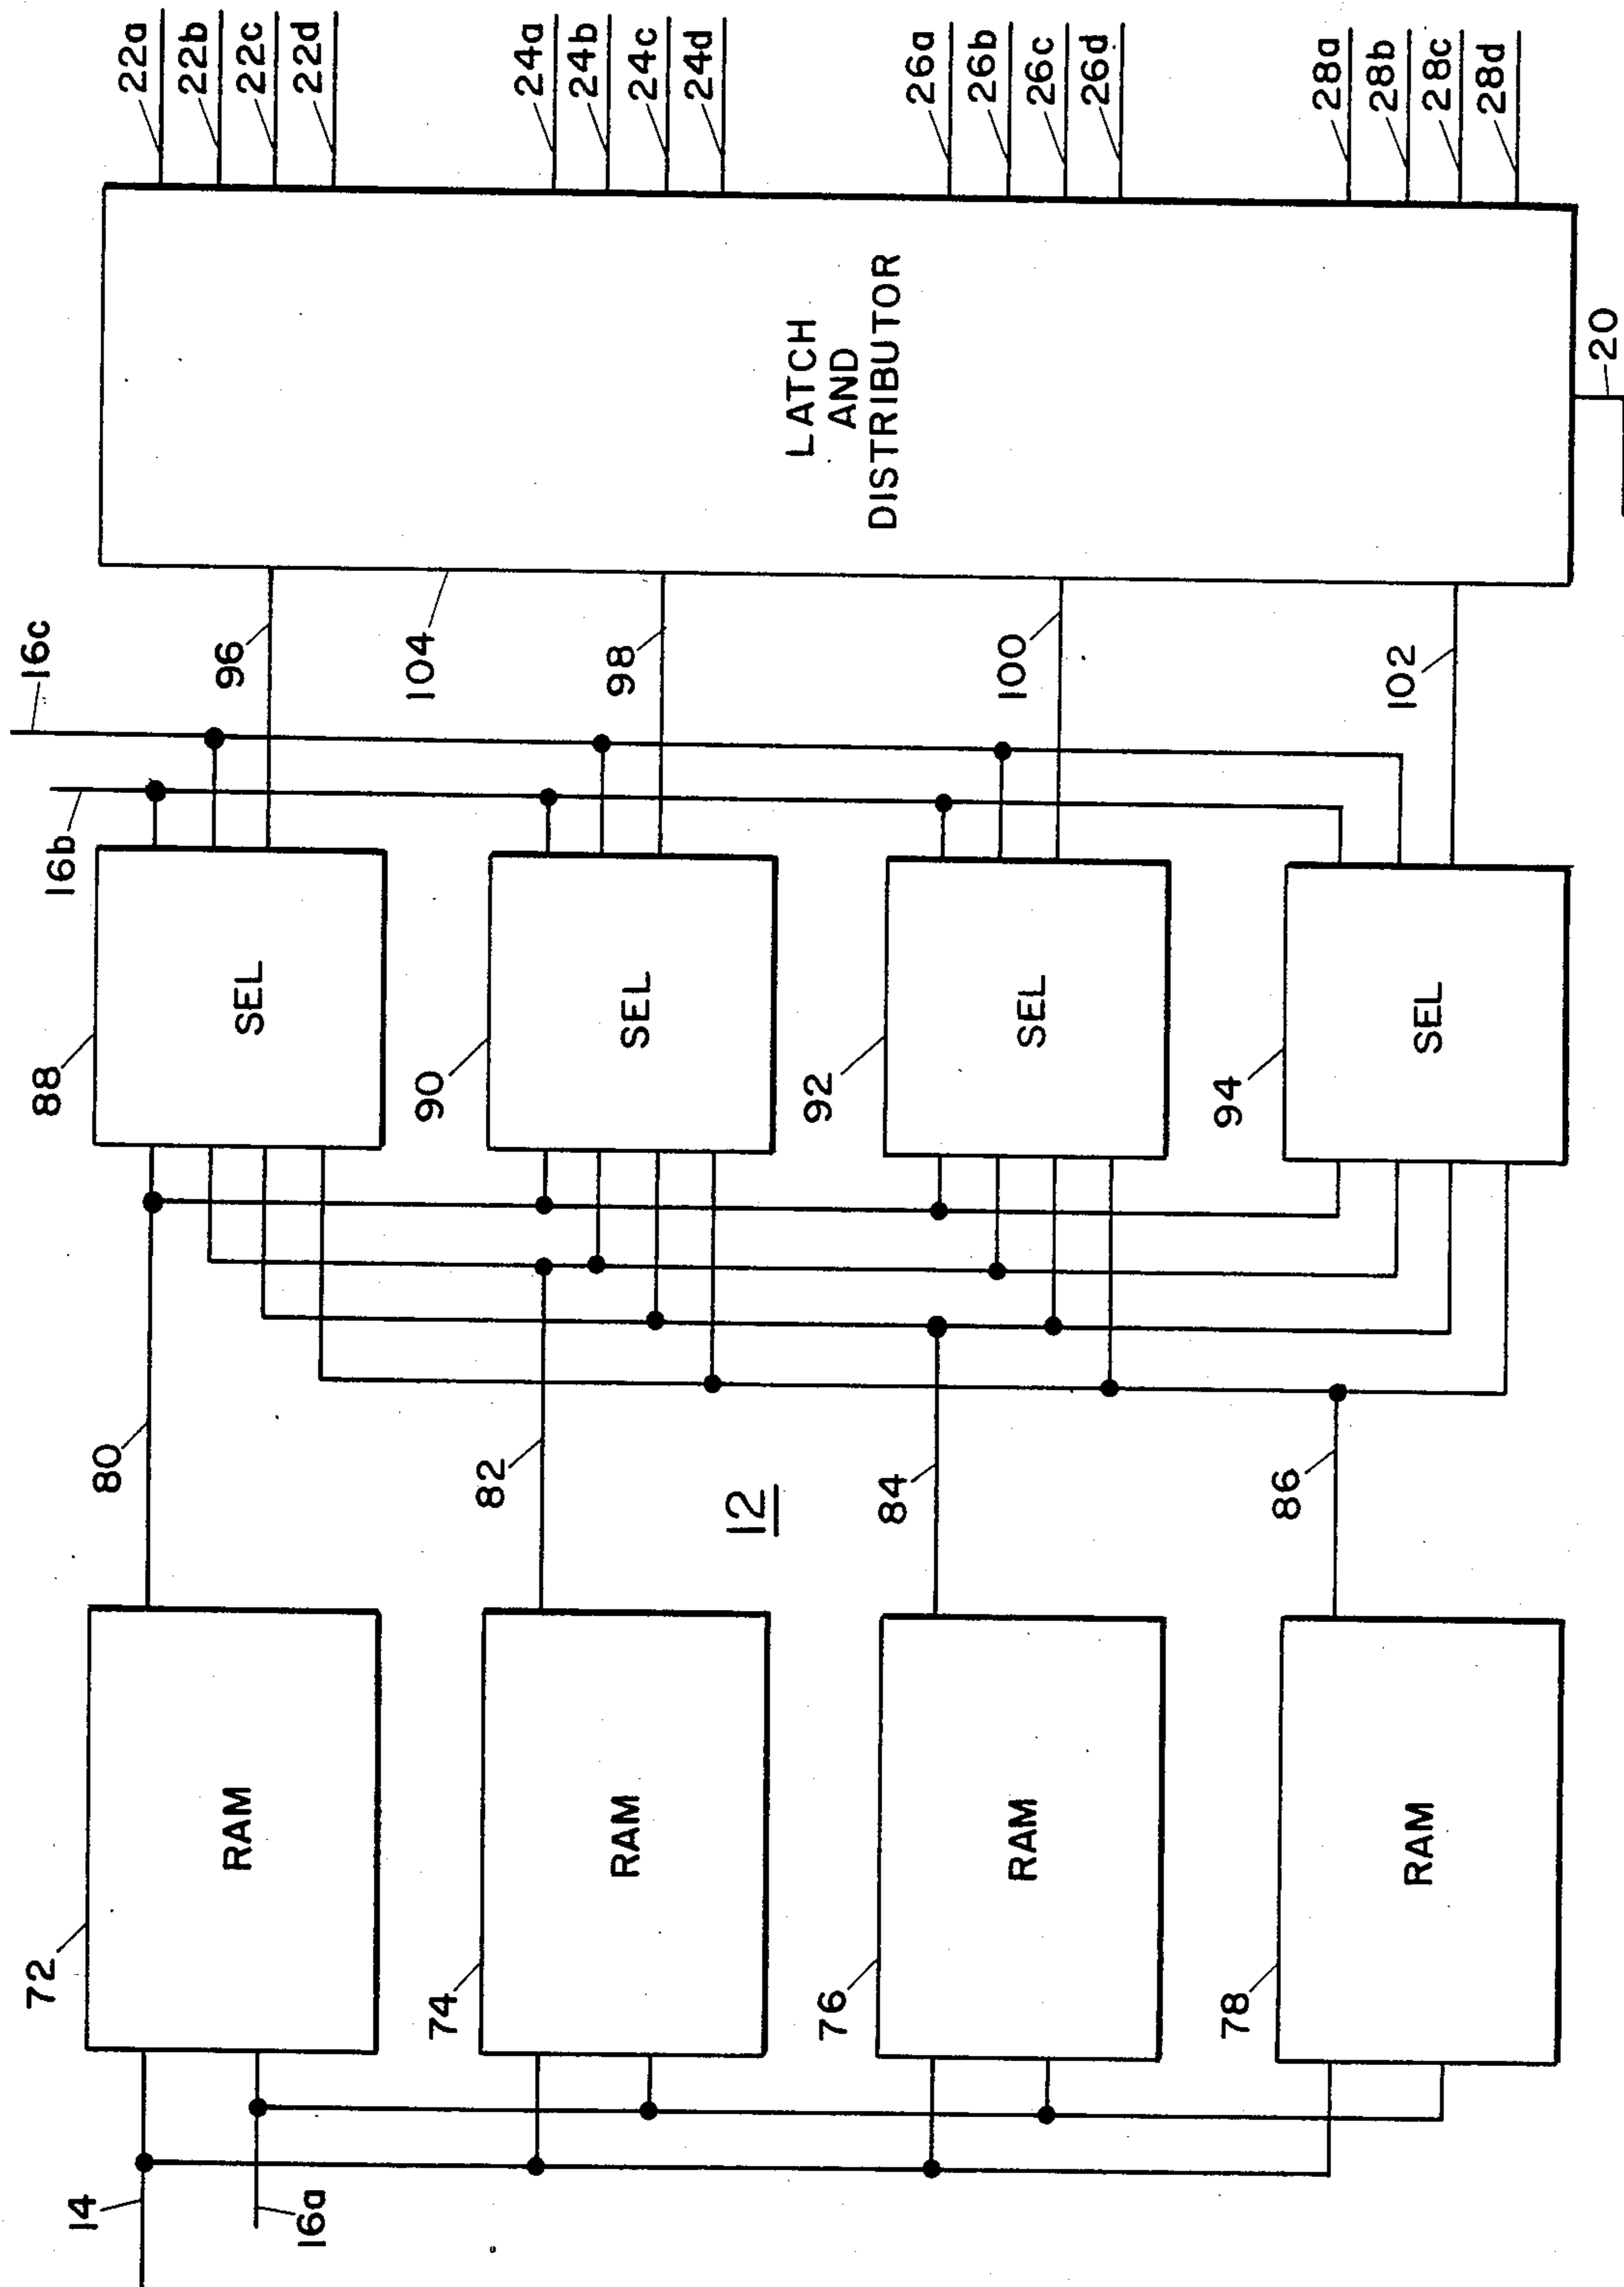 14
16a
72
RAM
74
RAM
76
RAM
78
RAM
80
82
84
86
12
88
SEL
90
SEL
92
SEL
94
SEL
16b
16c
96
98
100
102
104
LATCH
AND
DISTRIBUTOR
20
22a
22b
22c
22d
24a
24b
24c
24d
26a
26b
26c
26d
28a
28b
28c
28d